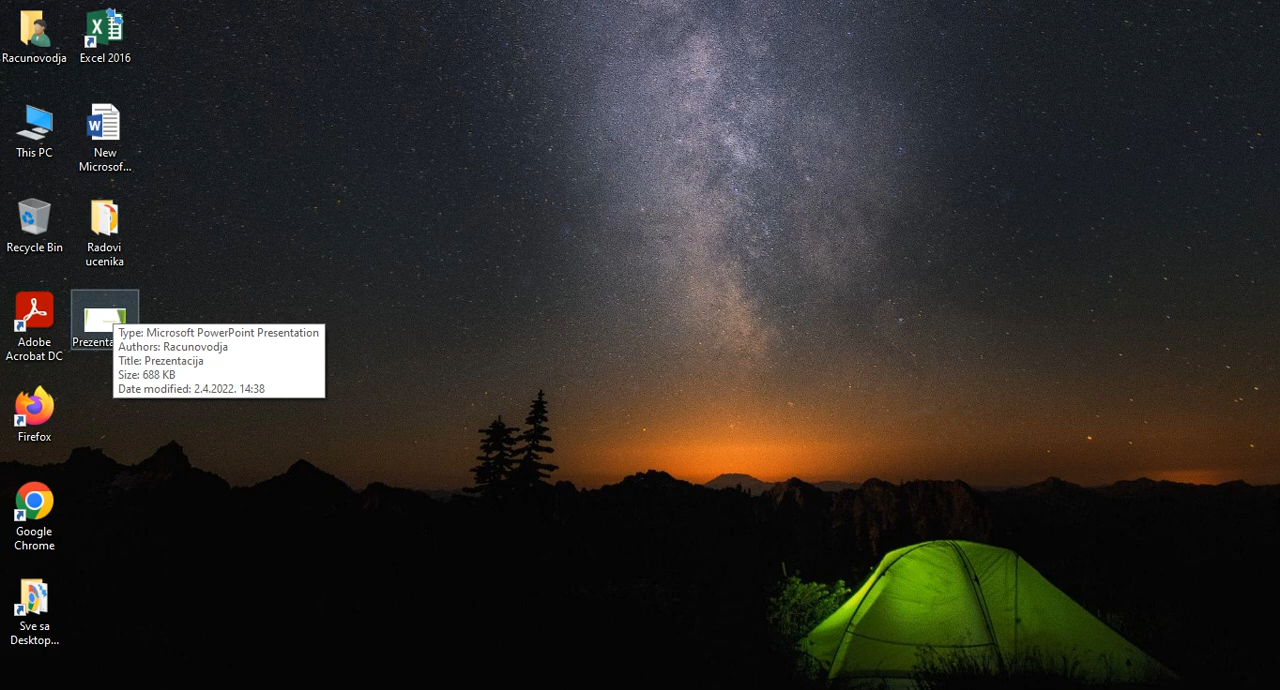 Racunovodja
Excel 2016
This PC
New
Microsof...
Recycle Bin
Radovi
ucenika
Adobe
Acrobat DC
Type: Microsoft PowerPoint Presentation
Authors: Racunovodja
Title: Prezentacija
Size: 688 KB
Date modified: 2.4.2022. 14:38
Firefox
Google
Chrome
Sve sa
Desktop...